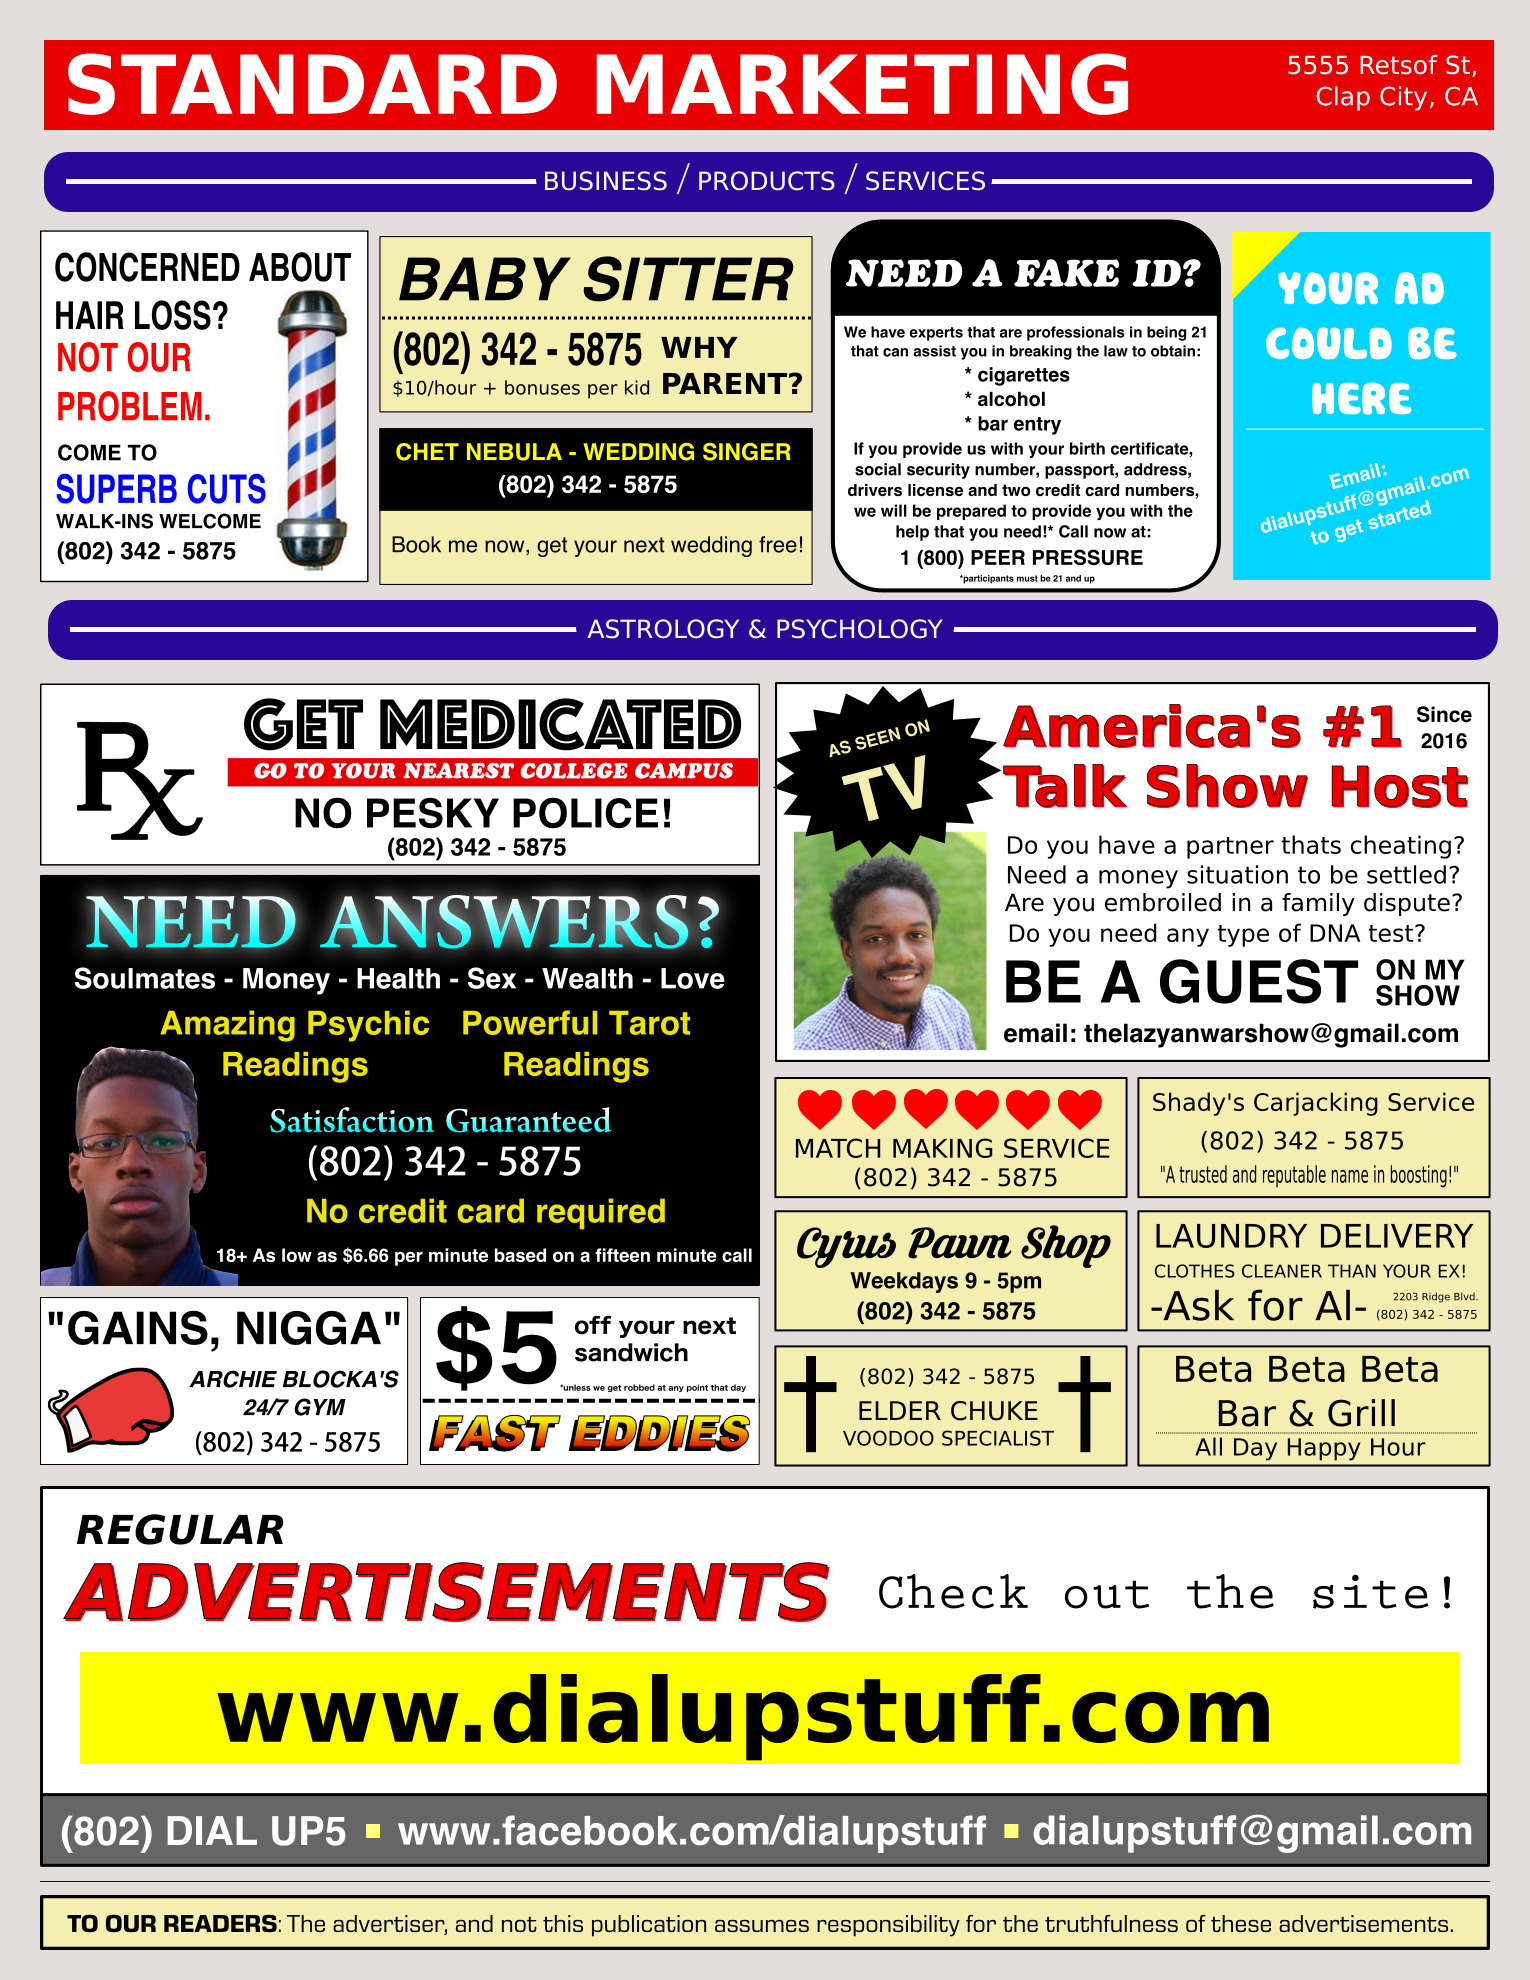 STANDARD MARKETING
5555 Retsof St,
Clap City, CA
BUSINESS / PRODUCTS / SERVICES
CONCERNED ABOUT
HAIR LOSS?
NOT OUR
PROBLEM.
COME TO
SUPERB CUTS
WALK-INS WELCOME
(802) 342 - 5875
BABY SITTER
(802) 342 - 5875
$10/hour + bonuses per kid
WHY
PARENT?
CHET NEBULA - WEDDING SINGER
(802) 342 - 5875
Book me now, get your next wedding free!
NEED A FAKE ID?
We have experts that are professionals in being 21
that can assist you in breaking the law to obtain:
* cigarettes
* alcohol
* bar entry
If you provide us with your birth certificate,
social security number, passport, address,
drivers license and two credit card numbers,
we will be prepared to provide you with the
help that you need!* Call now at:
1 (800) PEER PRESSURE
*participants must be 21 and up
YOUR AD
COULD BE
HERE
Email:
dialupstuff@gmail.com
to get started
ASTROLOGY & PSYCHOLOGY
Rx
GET MEDICATED
GO TO YOUR NEAREST COLLEGE CAMPUS
NO PESKY POLICE!
(802) 342 - 5875
AS SEEN ON
TV
America's #1
Talk Show Host
Since
2016
Do you have a partner thats cheating?
Need a money situation to be settled?
Are you embroiled in a family dispute?
Do you need any type of DNA test?
BE A GUEST
ON MY
SHOW
email: thelazyanwarshow@gmail.com
NEED ANSWERS?
Soulmates - Money - Health - Sex - Wealth - Love
Amazing Psychic
Readings
Powerful Tarot
Readings
Satisfaction Guaranteed
(802) 342 - 5875
No credit card required
18+ As low as $6.66 per minute based on a fifteen minute call
MATCH MAKING SERVICE
(802) 342 - 5875
Shady's Carjacking Service
(802) 342 - 5875
"A trusted and reputable name in boosting!"
Cyrus Pawn Shop
Weekdays 9 - 5pm
(802) 342 - 5875
LAUNDRY DELIVERY
CLOTHES CLEANER THAN YOUR EX!
-Ask for Al-
2203 Ridge Blvd.
(802) 342 - 5875
"GAINS, NIGGA"
ARCHIE BLOCKA'S
24/7 GYM
(802) 342 - 5875
$5
off your next
sandwich
*unless we get robbed at any point that day
FAST EDDIES
(802) 342 - 5875
ELDER CHUKE
VOODOO SPECIALIST
Beta Beta Beta
Bar & Grill
All Day Happy Hour
REGULAR
ADVERTISEMENTS
Check out the site!
www.dialupstuff.com
(802) DIAL UP5 ▪ www.facebook.com/dialupstuff ▪ dialupstuff@gmail.com
TO OUR READERS: The advertiser, and not this publication assumes responsibility for the truthfulness of these advertisements.